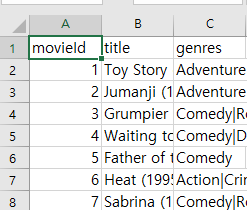 A B C
1 movieId title genres
2 1 Toy Story Adventure
3 2 Jumanji (1 Adventure
4 3 Grumpier Comedy|Ro
5 4 Waiting to Comedy|D
6 5 Father of t Comedy
7 6 Heat (1995 Action|Crin
8 7 Sabrina (1 Comedy|Ro